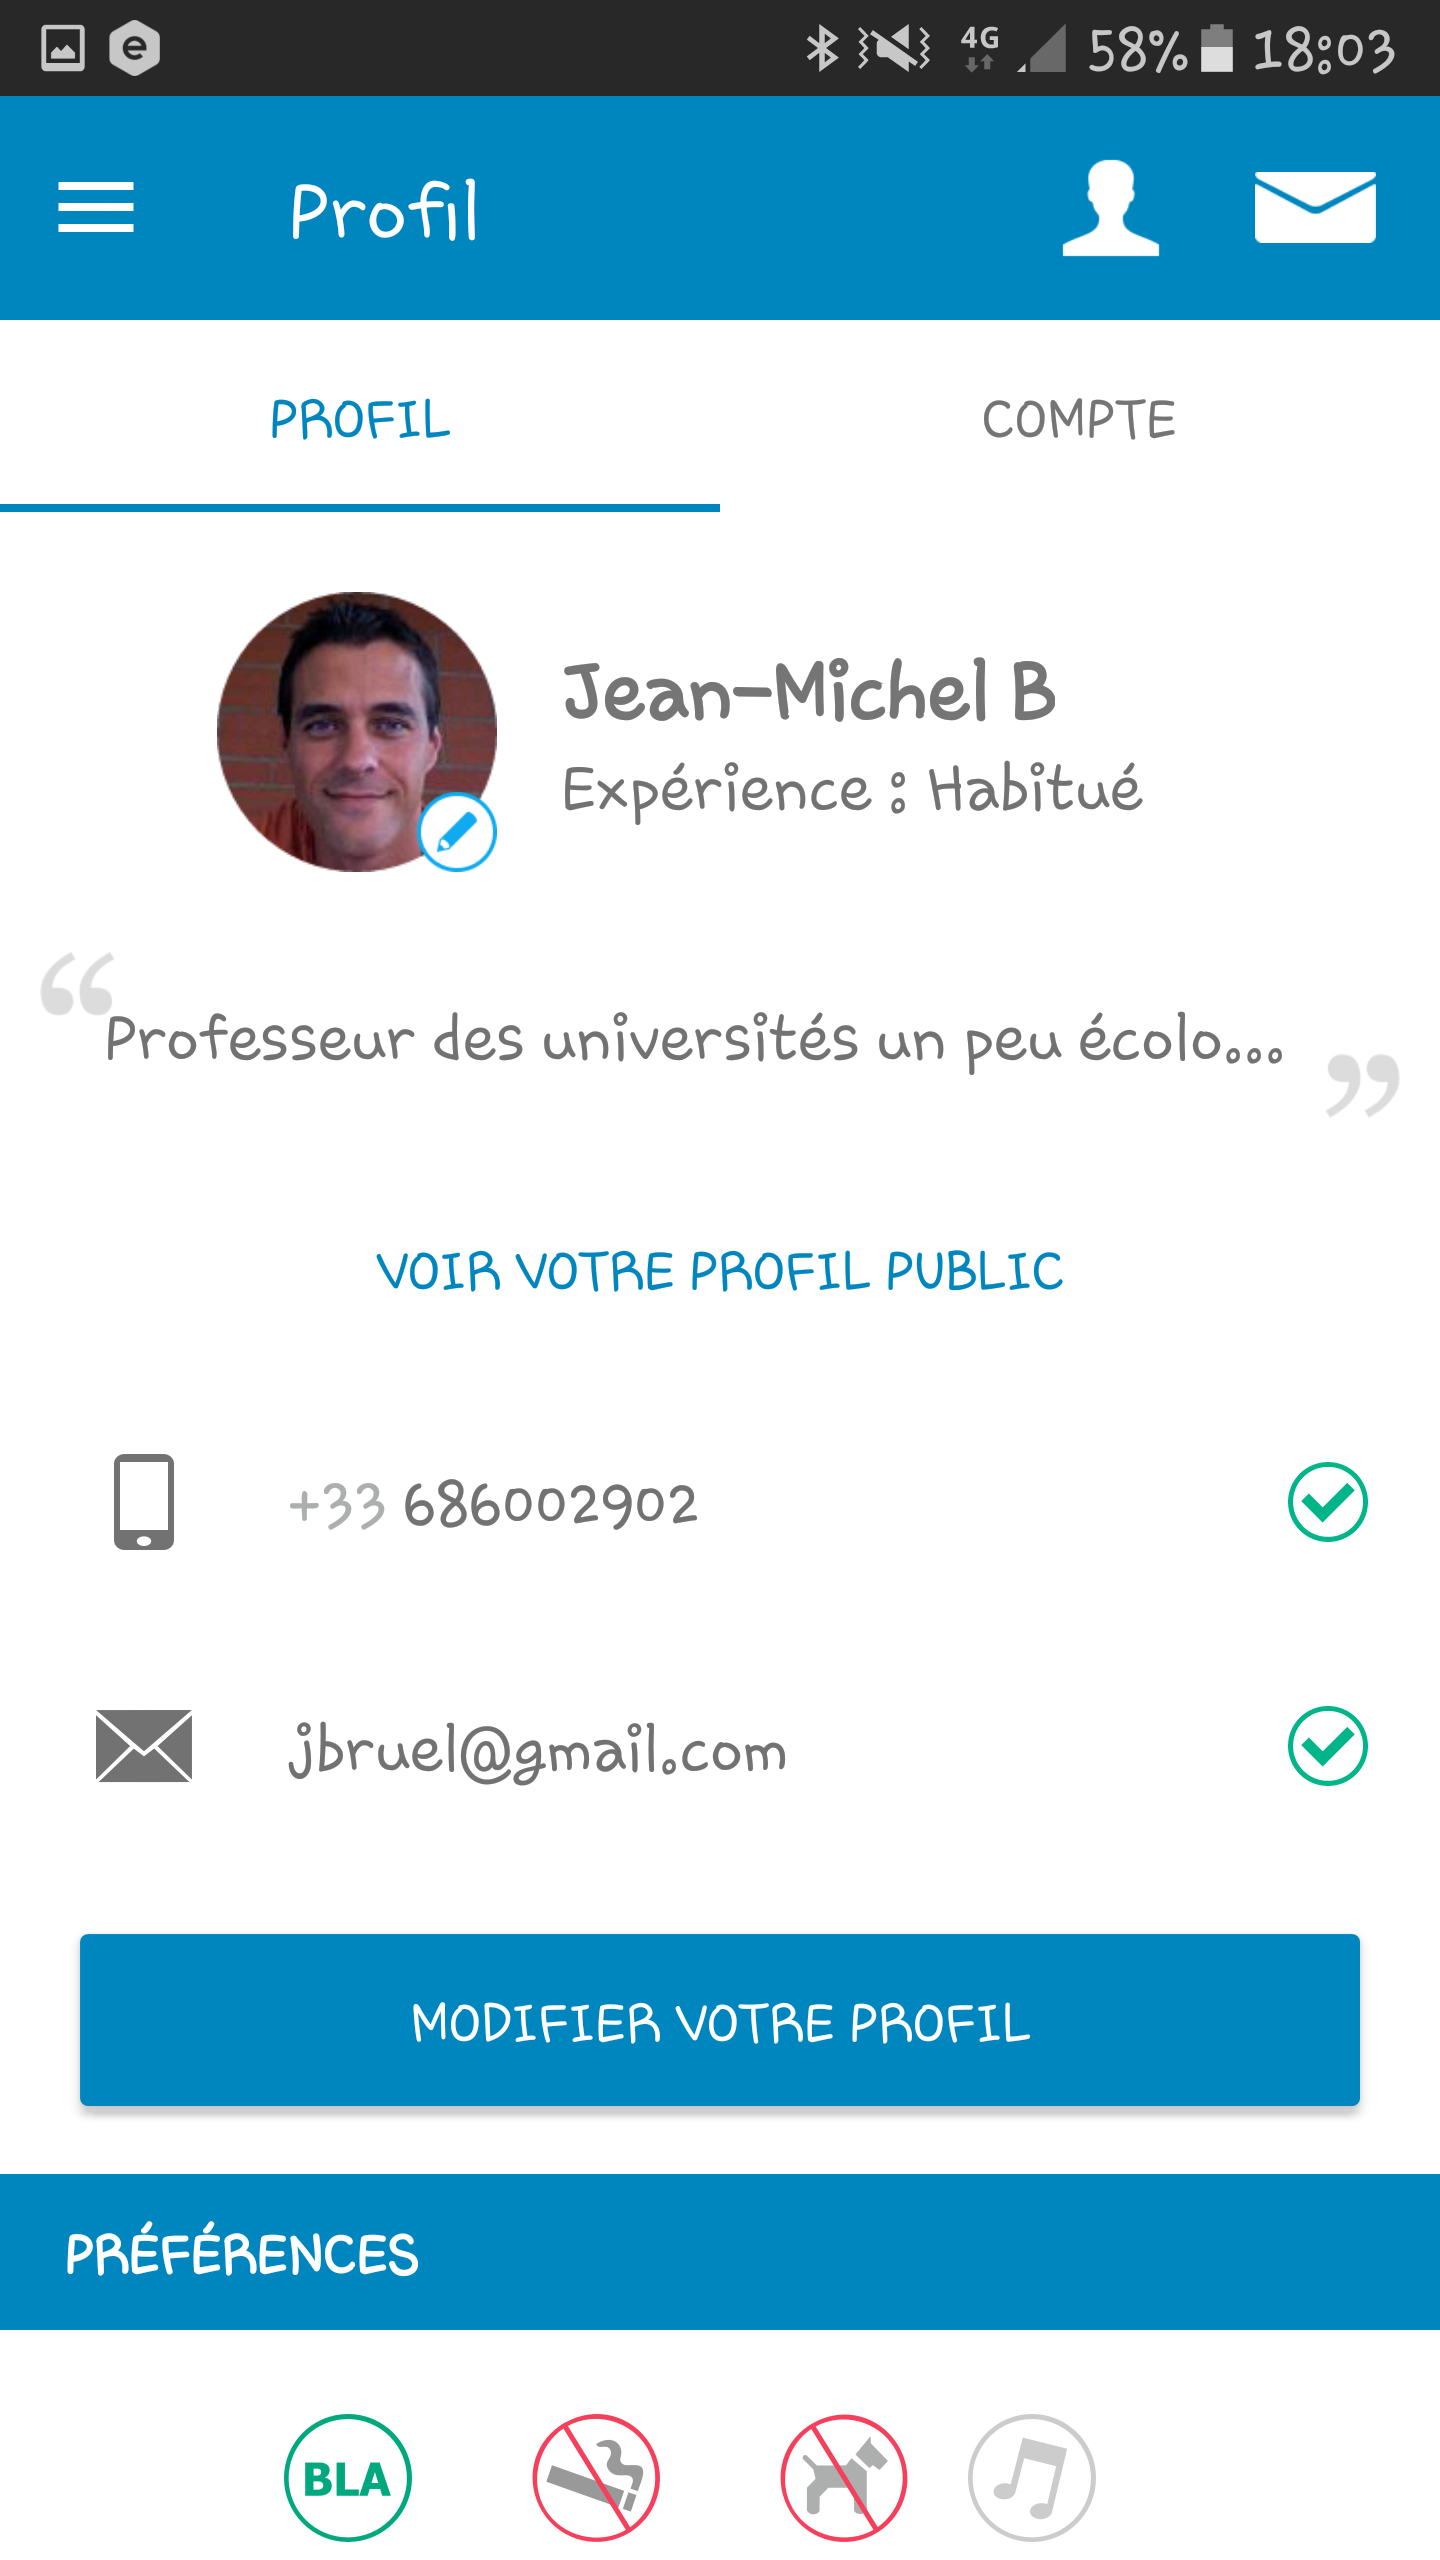 4G 58% 18:03
Profil
PROFIL COMPTE
Jean-Michel B
Expérience : Habitué
“Professeur des universités un peu écolo...”
VOIR VOTRE PROFIL PUBLIC
+33 686002902
jbruel@gmail.com
MODIFIER VOTRE PROFIL
PRÉFÉRENCES
BLA